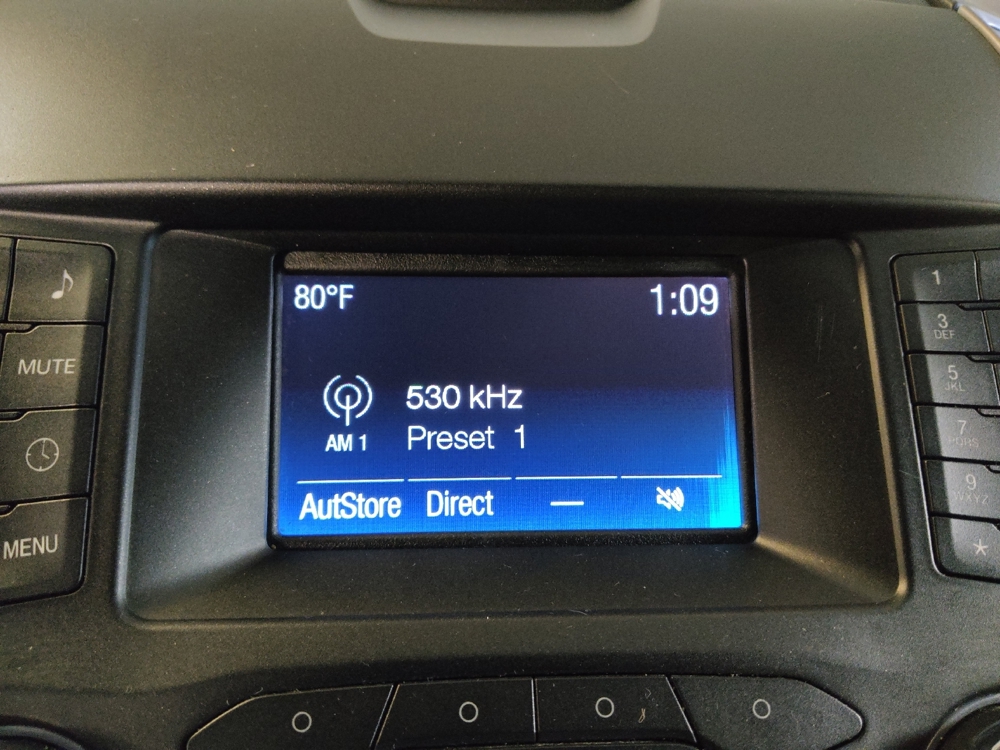 80°F
1:09
530 kHz
AM 1
Preset 1
AutStore
Direct
MUTE
MENU
1
3
DEF
5
JKL
7
PQRS
9
WXYZ
*